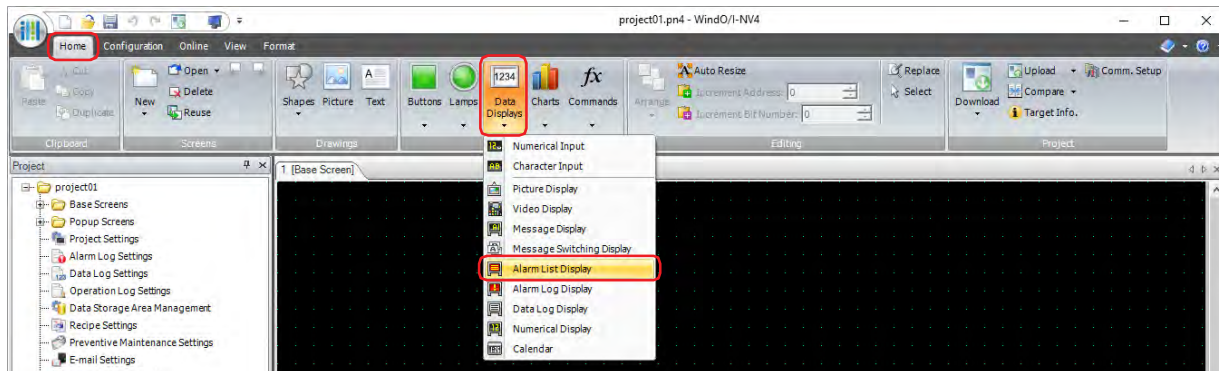 project01.pn4 - WindO/I-NV4
Home Configuration Online View Format
Paste
Cut
Copy
Duplicate
Clipboard
New
Open
Delete
Reuse
Screens
Shapes Picture Text
Drawings
Buttons Lamps
1234
Data Displays
Charts
fx
Commands
Arrange
Auto Resize
Increment Address: 0
Increment Bit Number: 0
Replace
Select
Editing
Download
Upload
Compare
Target Info.
Comm. Setup
Project
Numerical Input
Character Input
Picture Display
Video Display
Message Display
Message Switching Display
Alarm List Display
Alarm Log Display
Data Log Display
Numerical Display
Calendar
Project
project01
Base Screens
Popup Screens
Project Settings
Alarm Log Settings
Data Log Settings
Operation Log Settings
Data Storage Area Management
Recipe Settings
Preventive Maintenance Settings
E-mail Settings
1 [Base Screen]